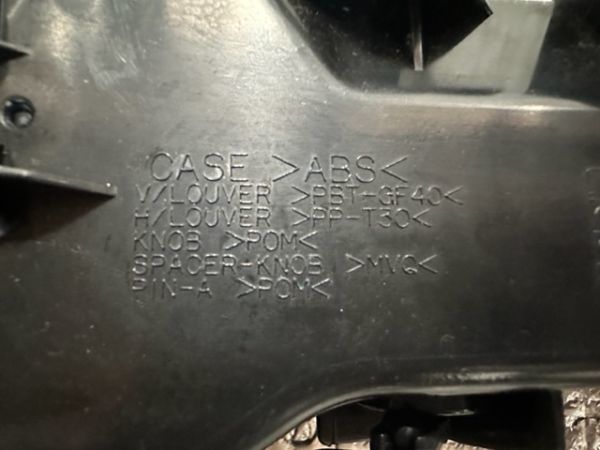 CASE >ABS<
V/LOUVER >PBT-GF40<
H/LOUVER >PP-T30<
KNOB >POM<
SPACER-KNOB >MVQ<
PIN-A >POM<